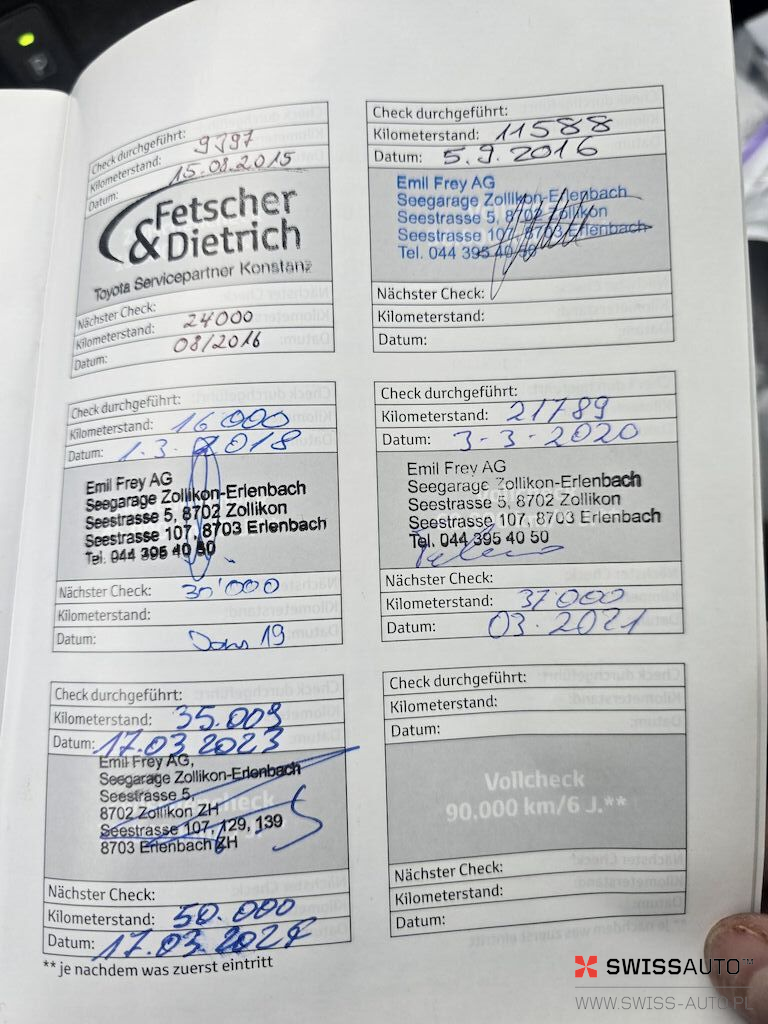 Check durchgeführt:
Kilometerstand: 9397
Datum: 15.08.2015
Fetscher
& Dietrich
Toyota Servicepartner Konstanz
Nächster Check:
Kilometerstand: 24000
Datum: 08/2016
Check durchgeführt:
Kilometerstand: 11588
Datum: 5.9.2016
Emil Frey AG
Seegarage Zollikon-Erlenbach
Seestrasse 5, 8702 Zollikon
Seestrasse 107, 8703 Erlenbach
Tel. 044 395 40 50
Nächster Check:
Kilometerstand:
Datum:
Check durchgeführt:
Kilometerstand: 16000
Datum: 1.3.2018
Emil Frey AG
Seegarage Zollikon-Erlenbach
Seestrasse 5, 8702 Zollikon
Seestrasse 107, 8703 Erlenbach
Tel. 044 395 40 50
Nächster Check: 30'000
Kilometerstand:
Datum: 19
Check durchgeführt:
Kilometerstand: 21789
Datum: 3-3-2020
Emil Frey AG
Seegarage Zollikon-Erlenbach
Seestrasse 5, 8702 Zollikon
Seestrasse 107, 8703 Erlenbach
Tel. 044 395 40 50
Nächster Check:
Kilometerstand: 37000
Datum: 03.2021
Check durchgeführt:
Kilometerstand: 35.009
Datum: 17.03.2023
Emil Frey AG,
Seegarage Zollikon-Erlenbach
Seestrasse 5,
8702 Zollikon ZH
Seestrasse 107, 129, 139
8703 Erlenbach ZH
Nächster Check:
Kilometerstand: 50.000
Datum: 17.03.2024
** je nachdem was zuerst eintritt
Check durchgeführt:
Kilometerstand:
Datum:
Vollcheck
90.000 km/6 J.**
Nächster Check:
Kilometerstand:
Datum:
SWISSAUTO™
WWW.SWISS-AUTO.PL